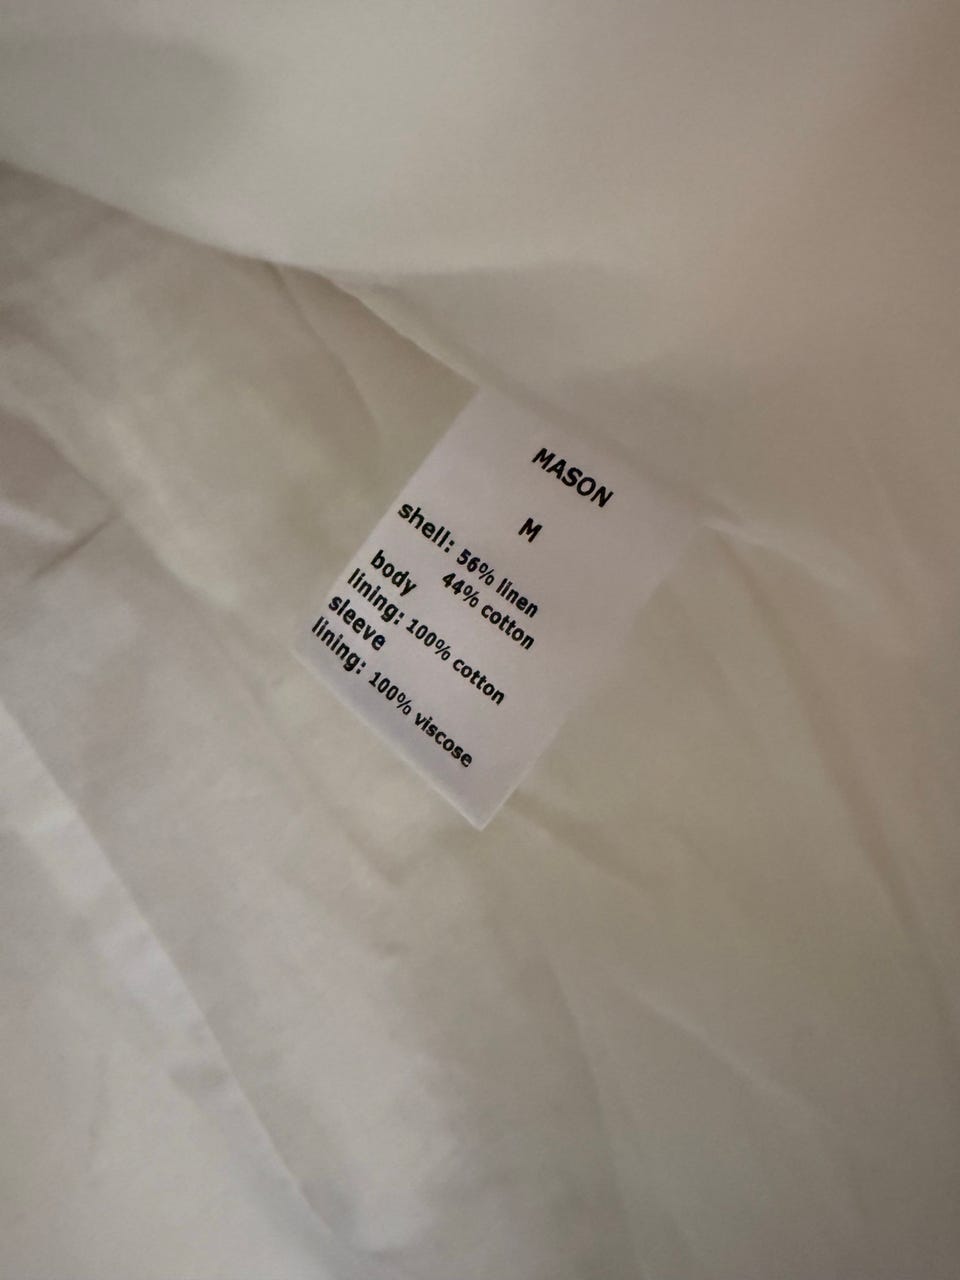 MASON
M
shell: 56% linen
44% cotton
body
lining: 100% cotton
sleeve
lining: 100% viscose